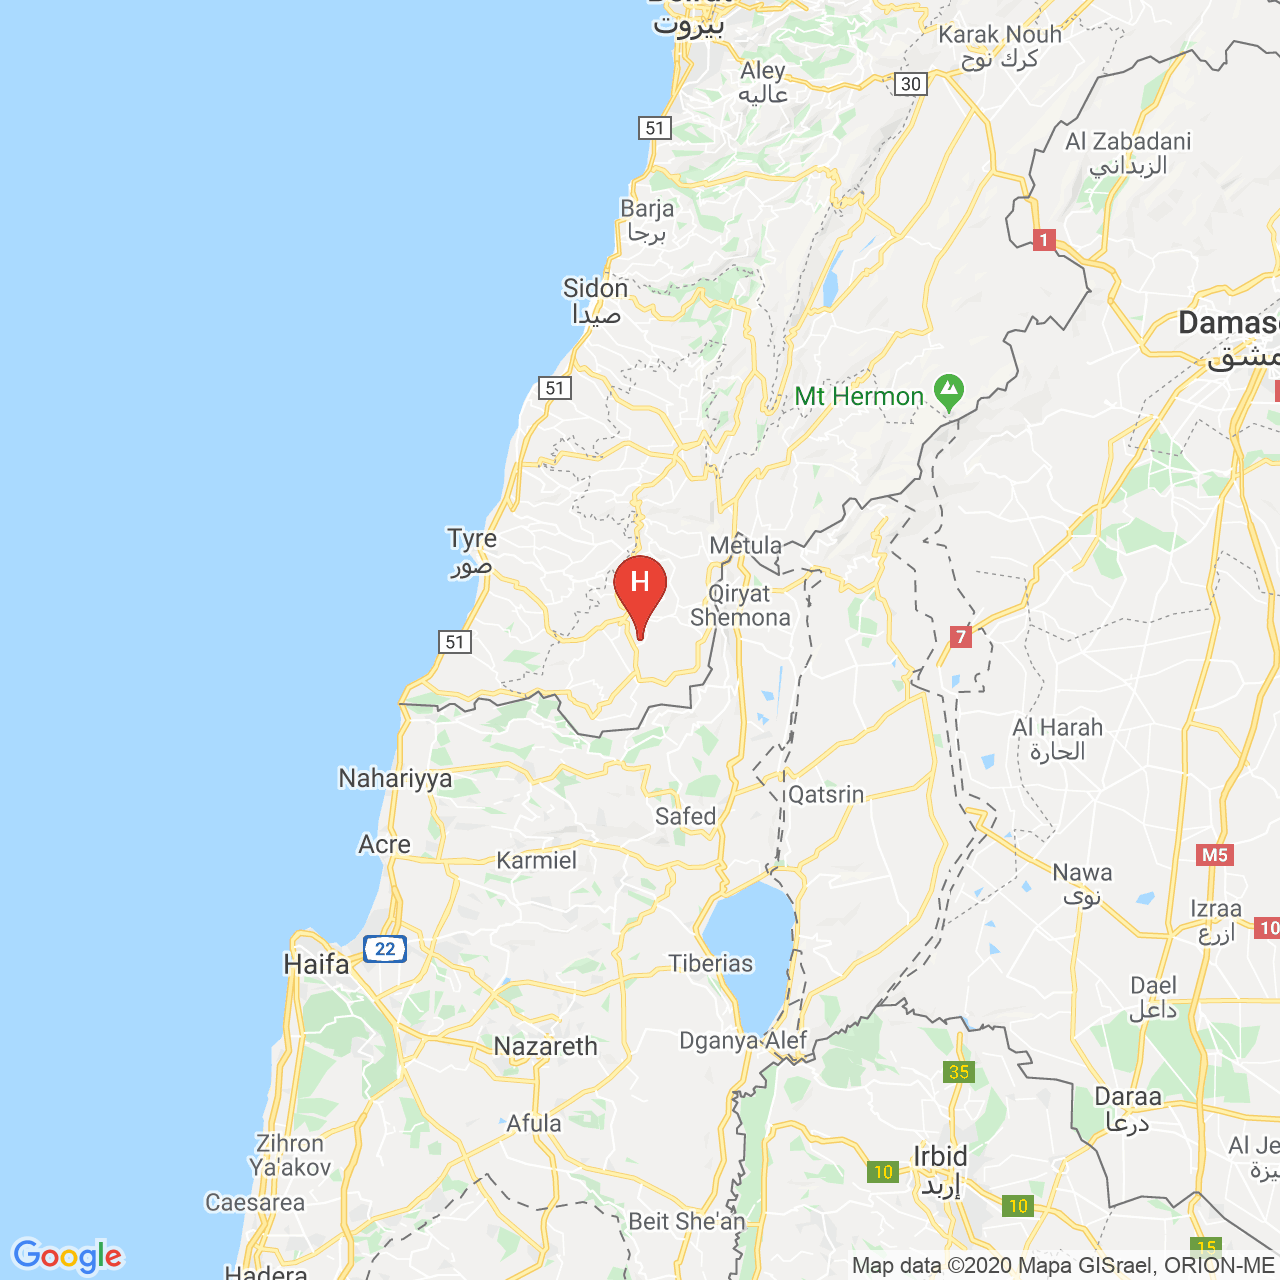 Beirut
بيروت
Karak Nouh
كرك نوح
Aley
عاليه
30
51
Al Zabadani
الزبداني
Barja
برجا
1
Sidon
صيدا
Damas
51
Mt Hermon
Tyre
صور
Metula
H
Qiryat
Shemona
51
7
Al Harah
الحارة
Nahariyya
Qatsrin
Safed
Acre
Karmiel
M5
Nawa
نوى
Izraa
ازرع
10
22
Haifa
Tiberias
Dael
داعل
Dganya Alef
Nazareth
35
Daraa
درعا
Afula
Zihron
Ya'akov
Irbid
إربد
Al Je
10
Caesarea
10
Beit She'an
15
Google
Hadera
Map data ©2020 Mapa GISrael, ORION-ME